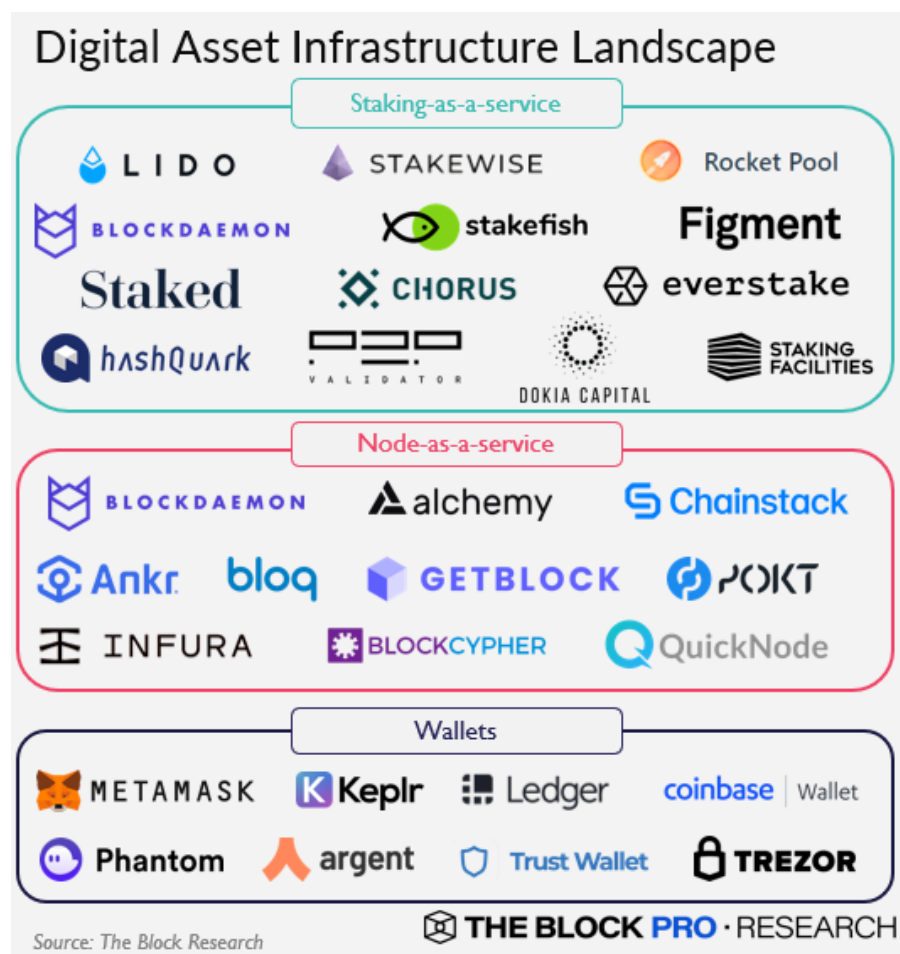 Digital Asset Infrastructure Landscape
Staking-as-a-service
LIDO
STAKEWISE
Rocket Pool
BLOCKDAEMON
stakefish
Figment
Staked
CHORUS
everstake
hashQuark
P2P
VALIDATOR
DOKIA CAPITAL
STAKING
FACILITIES
Node-as-a-service
BLOCKDAEMON
alchemy
Chainstack
Ankr.
bloq
GETBLOCK
POKT
INFURA
BLOCKCYPHER
QuickNode
Wallets
METAMASK
Keplr
Ledger
coinbase | Wallet
Phantom
argent
Trust Wallet
TREZOR
Source: The Block Research
THE BLOCK PRO · RESEARCH